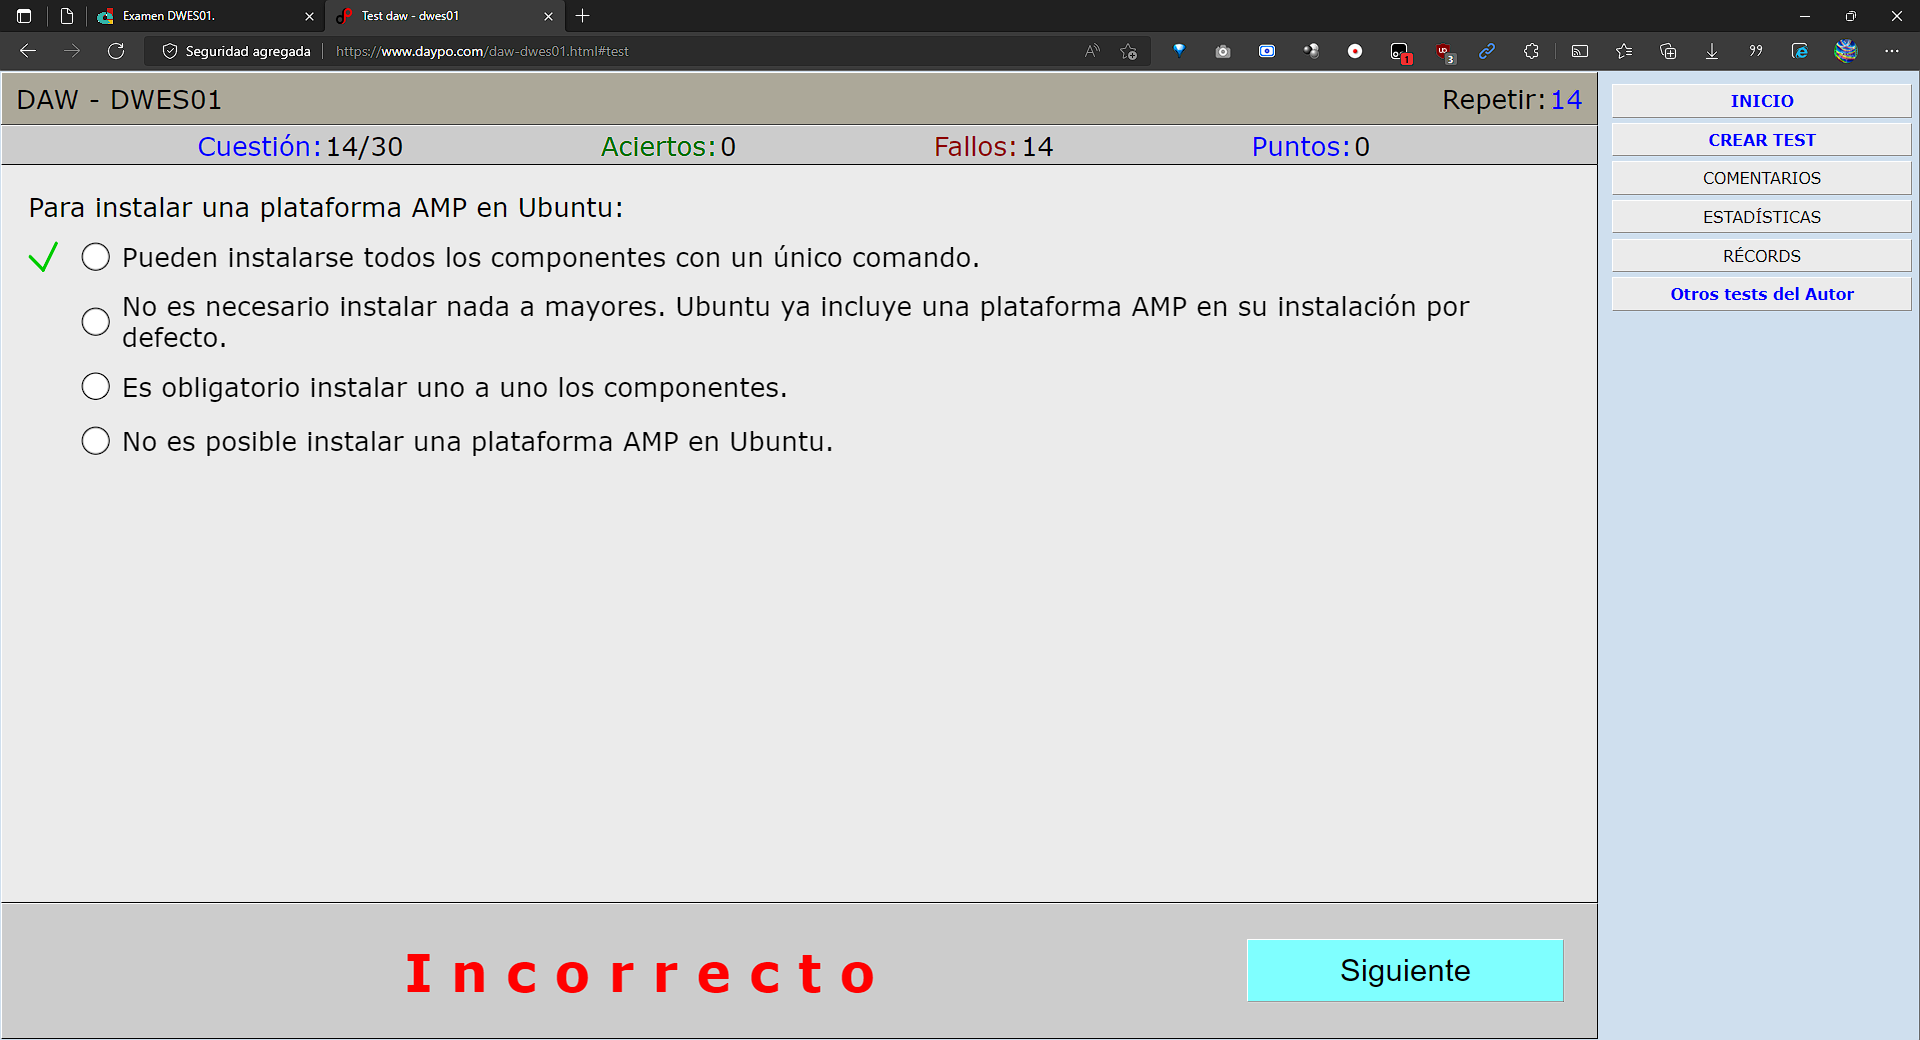 Examen DWES01.
Test daw - dwes01
Seguridad agregada
https://www.daypo.com/daw-dwes01.html#test
1
3
DAW - DWES01
Repetir: 14
Cuestión: 14/30
Aciertos: 0
Fallos: 14
Puntos: 0
Para instalar una plataforma AMP en Ubuntu:
Pueden instalarse todos los componentes con un único comando.
No es necesario instalar nada a mayores. Ubuntu ya incluye una plataforma AMP en su instalación por
defecto.
Es obligatorio instalar uno a uno los componentes.
No es posible instalar una plataforma AMP en Ubuntu.
Incorrecto
Siguiente
INICIO
CREAR TEST
COMENTARIOS
ESTADÍSTICAS
RÉCORDS
Otros tests del Autor